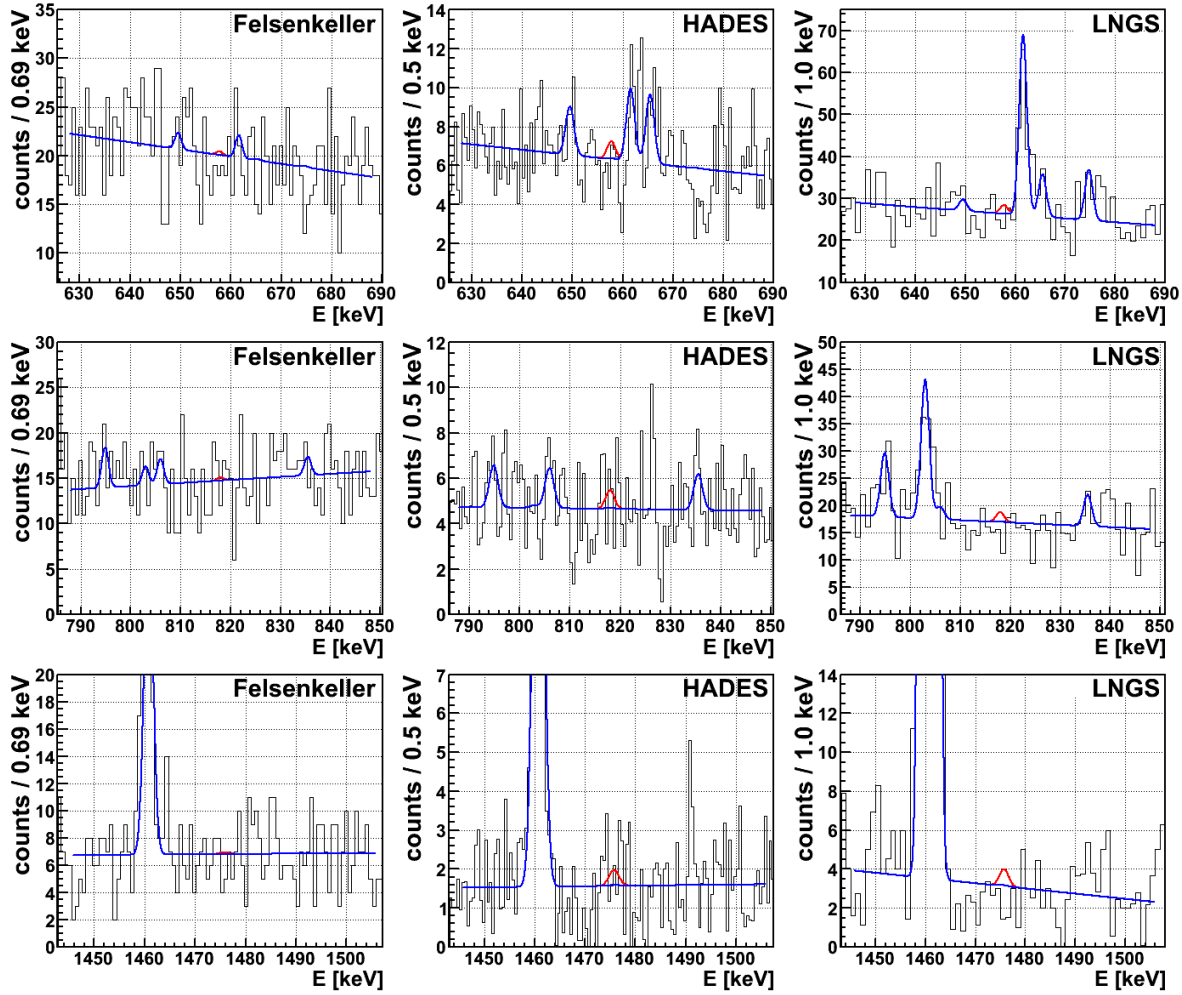 Felsenkeller
counts / 0.69 keV
35
30
25
20
15
10
630 640 650 660 670 680 690
E [keV]
HADES
counts / 0.5 keV
14
12
10
8
6
4
2
0
630 640 650 660 670 680 690
E [keV]
LNGS
counts / 1.0 keV
70
60
50
40
30
20
10
630 640 650 660 670 680 690
E [keV]
Felsenkeller
counts / 0.69 keV
30
25
20
15
10
5
0
790 800 810 820 830 840 850
E [keV]
HADES
counts / 0.5 keV
12
10
8
6
4
2
0
790 800 810 820 830 840 850
E [keV]
LNGS
counts / 1.0 keV
50
45
40
35
30
25
20
15
10
5
0
790 800 810 820 830 840 850
E [keV]
Felsenkeller
counts / 0.69 keV
20
18
16
14
12
10
8
6
4
2
0
1450 1460 1470 1480 1490 1500
E [keV]
HADES
counts / 0.5 keV
7
6
5
4
3
2
1
0
1450 1460 1470 1480 1490 1500
E [keV]
LNGS
counts / 1.0 keV
14
12
10
8
6
4
2
0
1450 1460 1470 1480 1490 1500
E [keV]